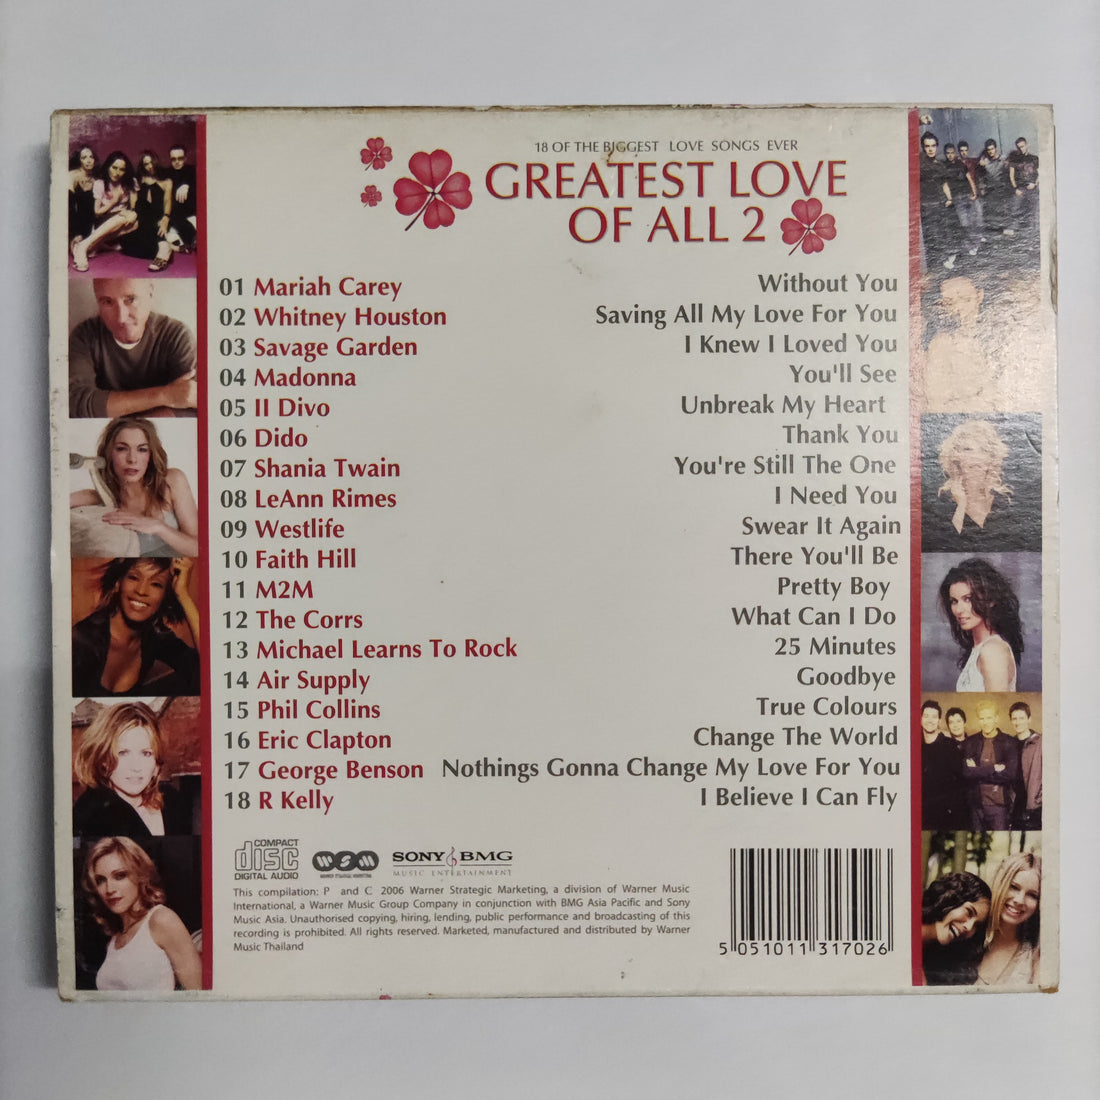 18 OF THE BIGGEST LOVE SONGS EVER
GREATEST LOVE
OF ALL 2
01 Mariah Carey Without You
02 Whitney Houston Saving All My Love For You
03 Savage Garden I Knew I Loved You
04 Madonna You'll See
05 Il Divo Unbreak My Heart
06 Dido Thank You
07 Shania Twain You're Still The One
08 LeAnn Rimes I Need You
09 Westlife Swear It Again
10 Faith Hill There You'll Be
11 M2M Pretty Boy
12 The Corrs What Can I Do
13 Michael Learns To Rock 25 Minutes
14 Air Supply Goodbye
15 Phil Collins True Colours
16 Eric Clapton Change The World
17 George Benson Nothings Gonna Change My Love For You
18 R Kelly I Believe I Can Fly
COMPACT
disc
DIGITAL AUDIO
WSM
WARNER STRATEGIC MARKETING
SONY BMG
MUSIC ENTERTAINMENT
This compilation: P and C 2006 Warner Strategic Marketing, a division of Warner Music
International, a Warner Music Group Company in conjunction with BMG Asia Pacific and Sony
Music Asia. Unauthorised copying, hiring, lending, public performance and broadcasting of this
recording is prohibited. All rights reserved. Marketed, manufactured and distributed by Warner
Music Thailand
5 051011 317026